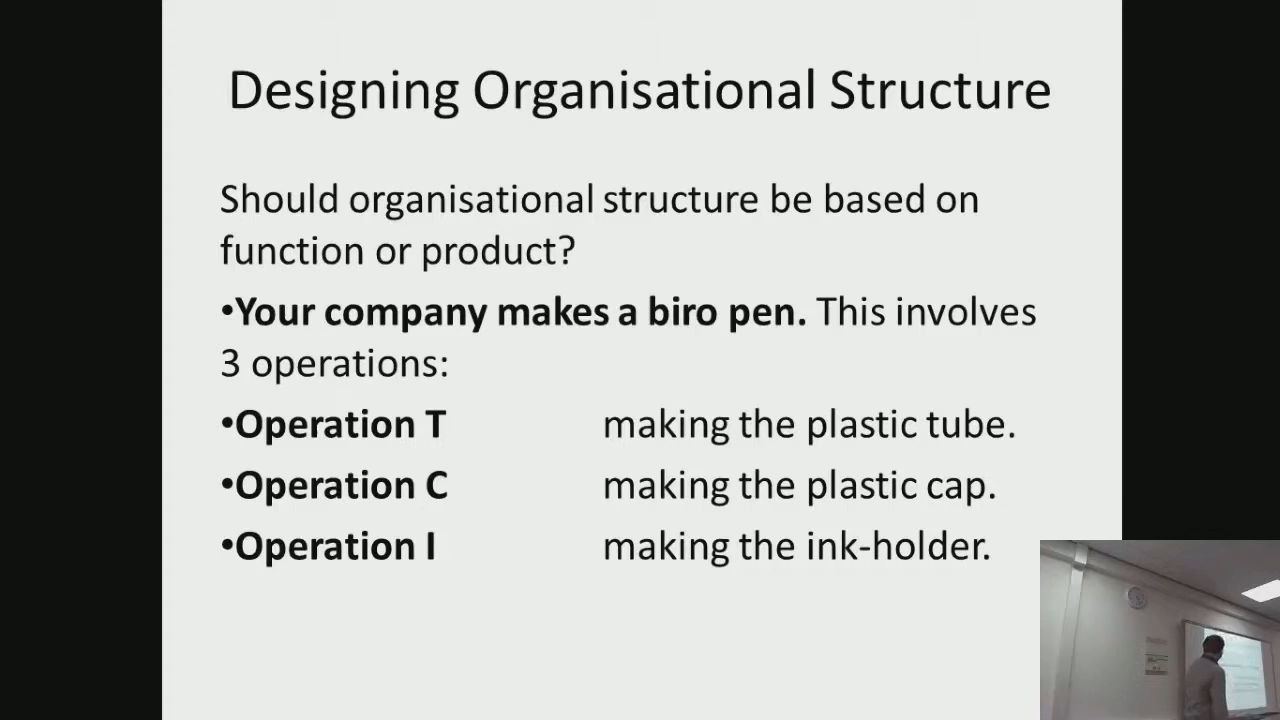 Designing Organisational Structure
Should organisational structure be based on
function or product?
•Your company makes a biro pen. This involves
3 operations:
•Operation T making the plastic tube.
•Operation C making the plastic cap.
•Operation I making the ink-holder.